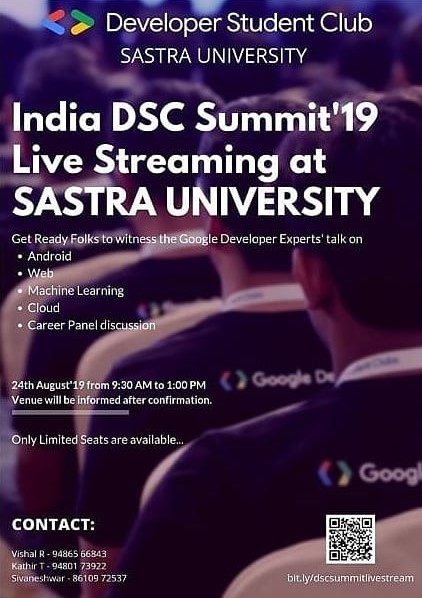 Developer Student Club
SASTRA UNIVERSITY
India DSC Summit'19
Live Streaming at
SASTRA UNIVERSITY
Get Ready Folks to witness the Google Developer Experts' talk on
• Android
• Web
• Machine Learning
• Cloud
• Career Panel discussion
Google De
24th August'19 from 9:30 AM to 1:00 PM
Venue will be informed after confirmation.
Only Limited Seats are available...
Googl
CONTACT:
Vishal R - 94865 66843
Kathir T - 94801 73922
Sivaneshwar - 86109 72537
bit.ly/dscsummitlivestream